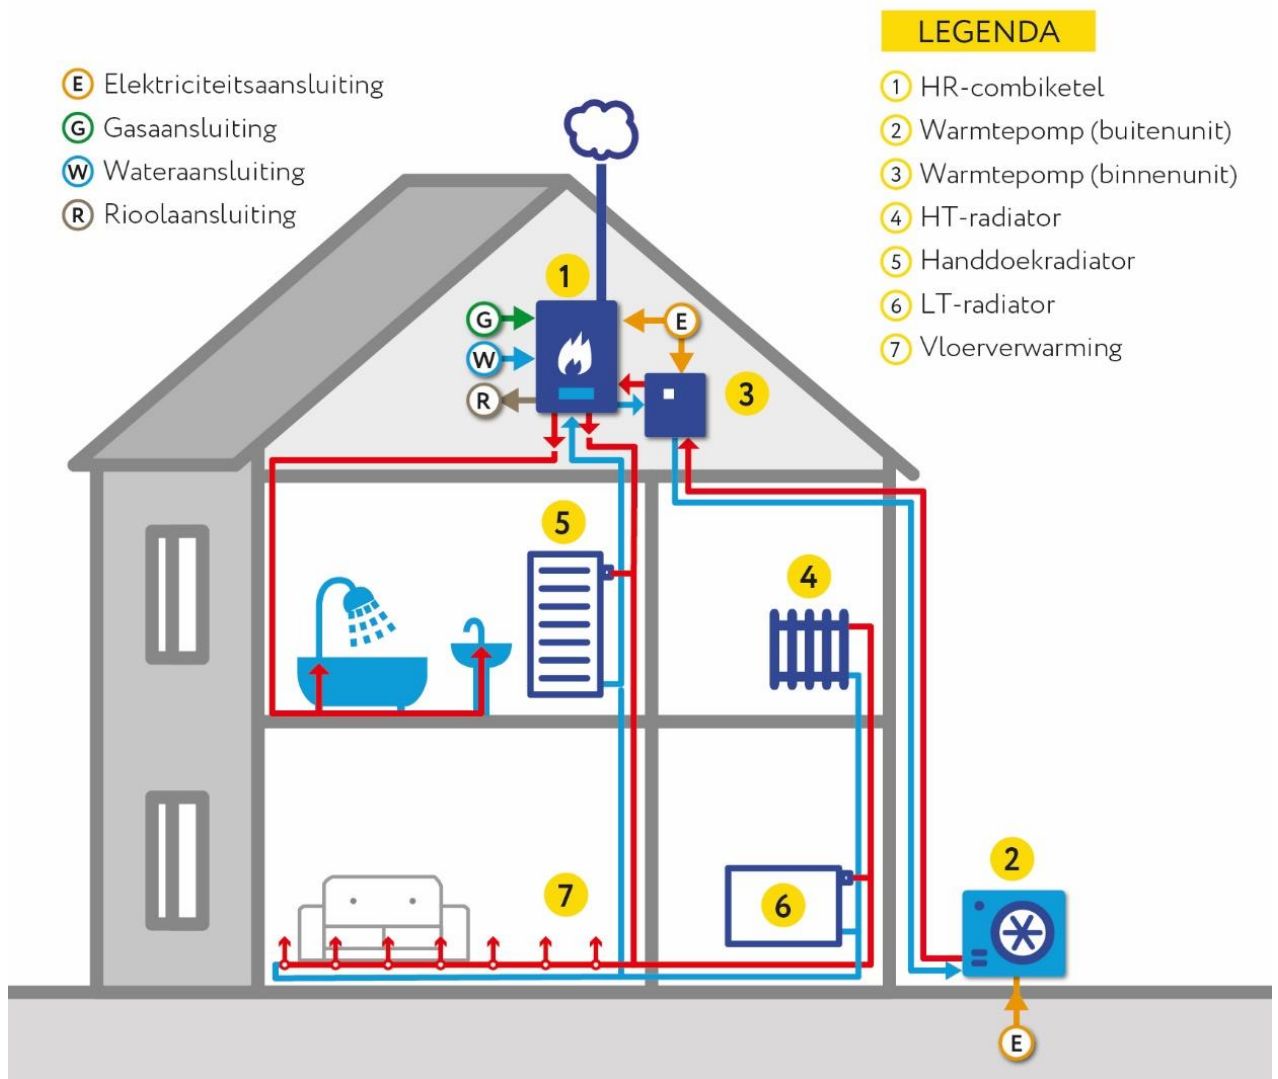 LEGENDA
E Elektriciteitsaansluiting
G Gasaansluiting
W Wateraansluiting
R Rioolaansluiting
1 HR-combiketel
2 Warmtepomp (buitenunit)
3 Warmtepomp (binnenunit)
4 HT-radiator
5 Handdoekradiator
6 LT-radiator
7 Vloerverwarming
1
G
E
W
R
3
5
4
7
6
2
E